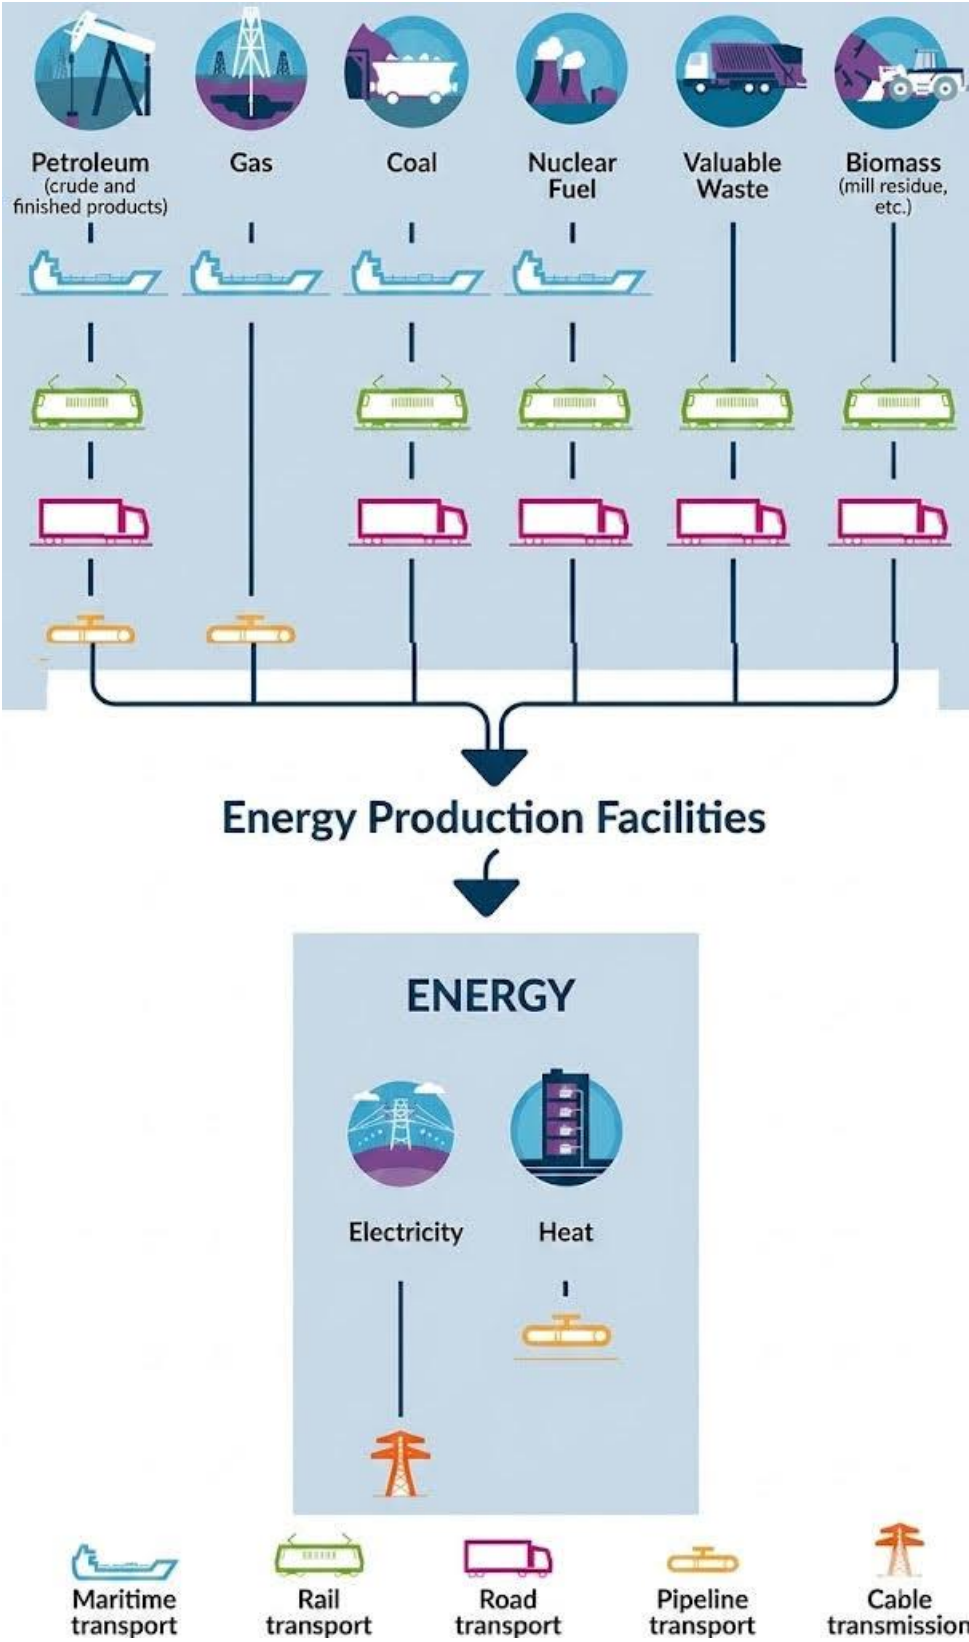 Petroleum
(crude and
finished products)
Gas
Coal
Nuclear
Fuel
Valuable
Waste
Biomass
(mill residue,
etc.)
Energy Production Facilities
ENERGY
Electricity
Heat
Maritime
transport
Rail
transport
Road
transport
Pipeline
transport
Cable
transmission